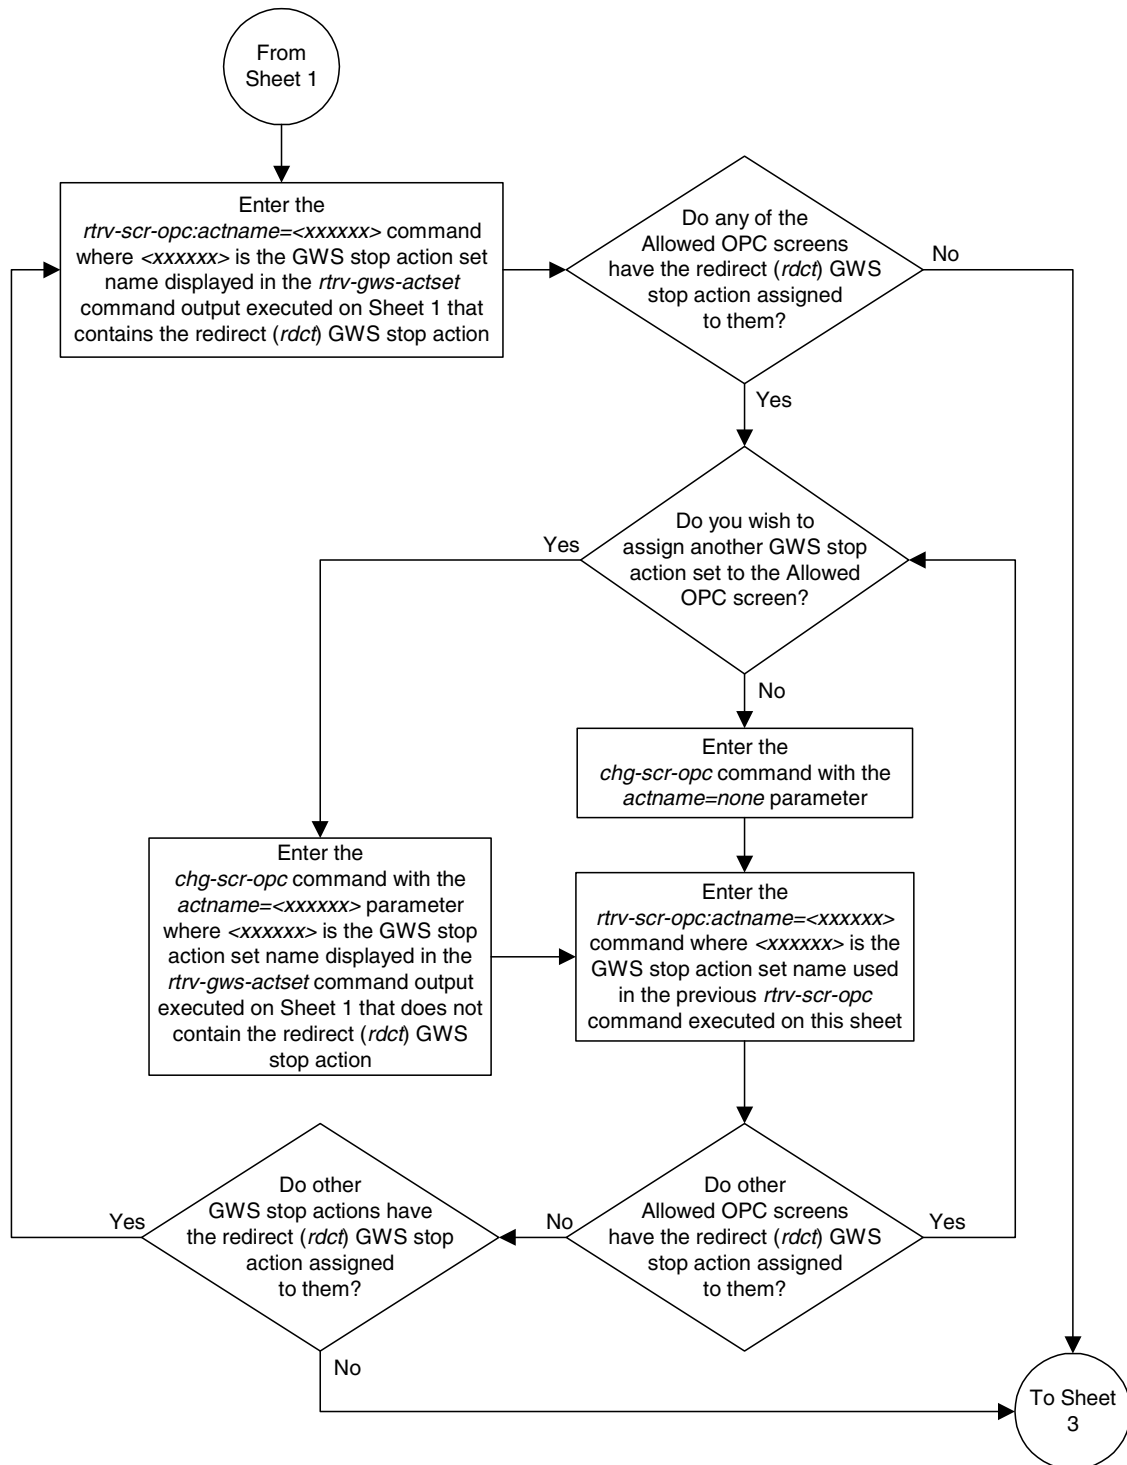 From
Sheet 1
Enter the
rtrv-scr-opc:actname=<xxxxxx> command
where <xxxxxx> is the GWS stop action set
name displayed in the rtrv-gws-actset
command output executed on Sheet 1 that
contains the redirect (rdct) GWS stop action
Do any of the
Allowed OPC screens
have the redirect (rdct) GWS
stop action assigned
to them?
No
Yes
Do you wish to
assign another GWS stop
action set to the Allowed
OPC screen?
Yes
No
Enter the
chg-scr-opc command with the
actname=none parameter
Enter the
chg-scr-opc command with the
actname=<xxxxxx> parameter
where <xxxxxx> is the GWS stop
action set name displayed in the
rtrv-gws-actset command output
executed on Sheet 1 that does not
contain the redirect (rdct) GWS
stop action
Enter the
rtrv-scr-opc:actname=<xxxxxx>
command where <xxxxxx> is the
GWS stop action set name used
in the previous rtrv-scr-opc
command executed on this sheet
Do other
Allowed OPC screens
have the redirect (rdct) GWS
stop action assigned
to them?
Yes
No
Do other
GWS stop actions have
the redirect (rdct) GWS stop
action assigned
to them?
Yes
No
To Sheet
3